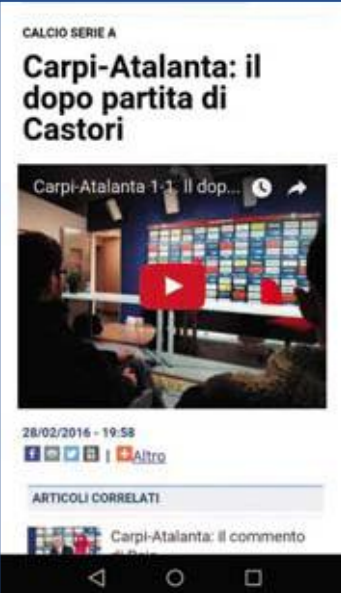 CALCIO SERIE A
Carpi-Atalanta: il
dopo partita di
Castori
Carpi-Atalanta 1-1. Il dop...
28/02/2016 - 19:58
| Altro
ARTICOLI CORRELATI
Carpi-Atalanta: il commento